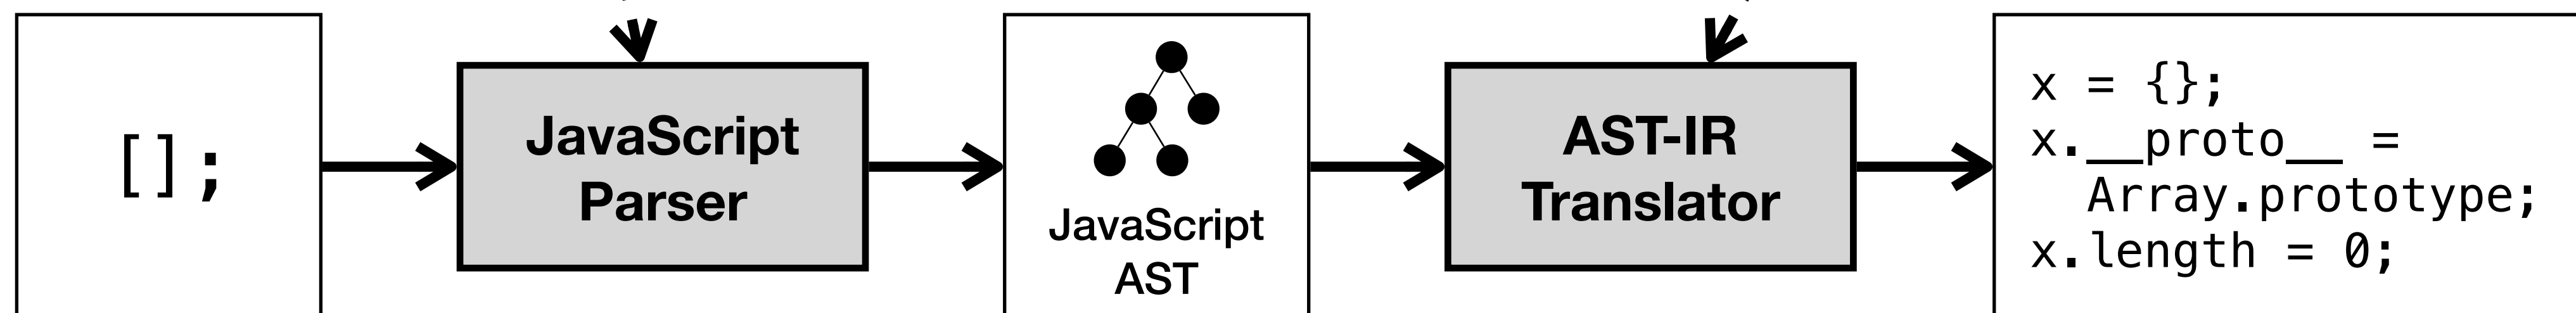 [];
JavaScript
Parser
JavaScript
AST
AST-IR
Translator
x = {};
x.__proto__ =
  Array.prototype;
x.length = 0;